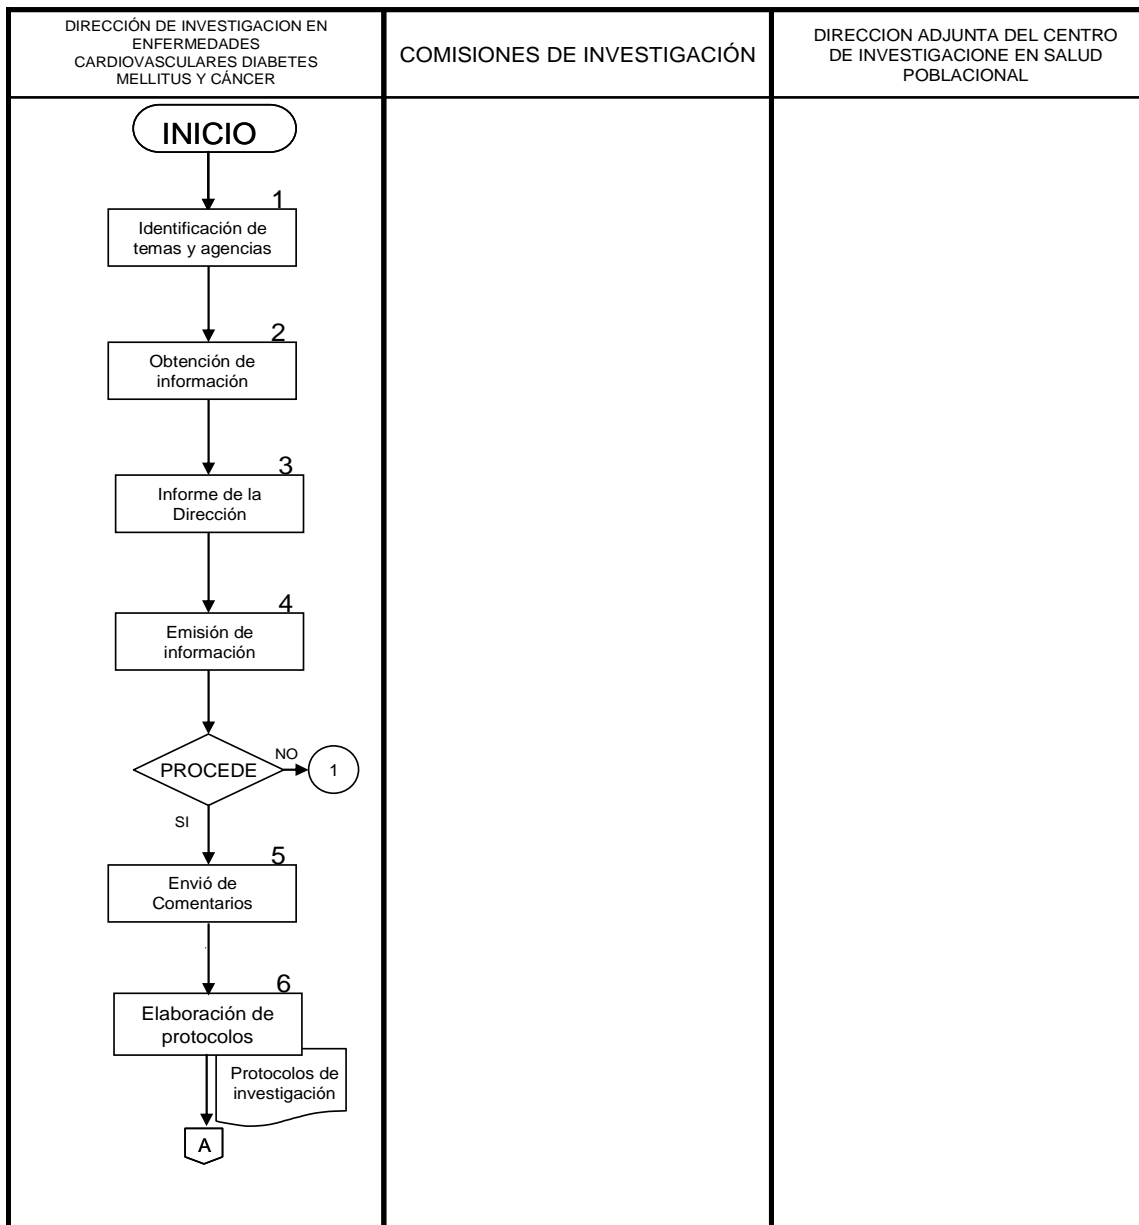 DIRECCIÓN DE INVESTIGACION EN
ENFERMEDADES
CARDIOVASCULARES DIABETES
MELLITUS Y CÁNCER
COMISIONES DE INVESTIGACIÓN
DIRECCION ADJUNTA DEL CENTRO
DE INVESTIGACIONE EN SALUD
POBLACIONAL
INICIO
1
Identificación de
temas y agencias
2
Obtención de
información
3
Informe de la
Dirección
4
Emisión de
información
PROCEDE
NO
1
SI
5
Envió de
Comentarios
6
Elaboración de
protocolos
Protocolos de
investigación
A